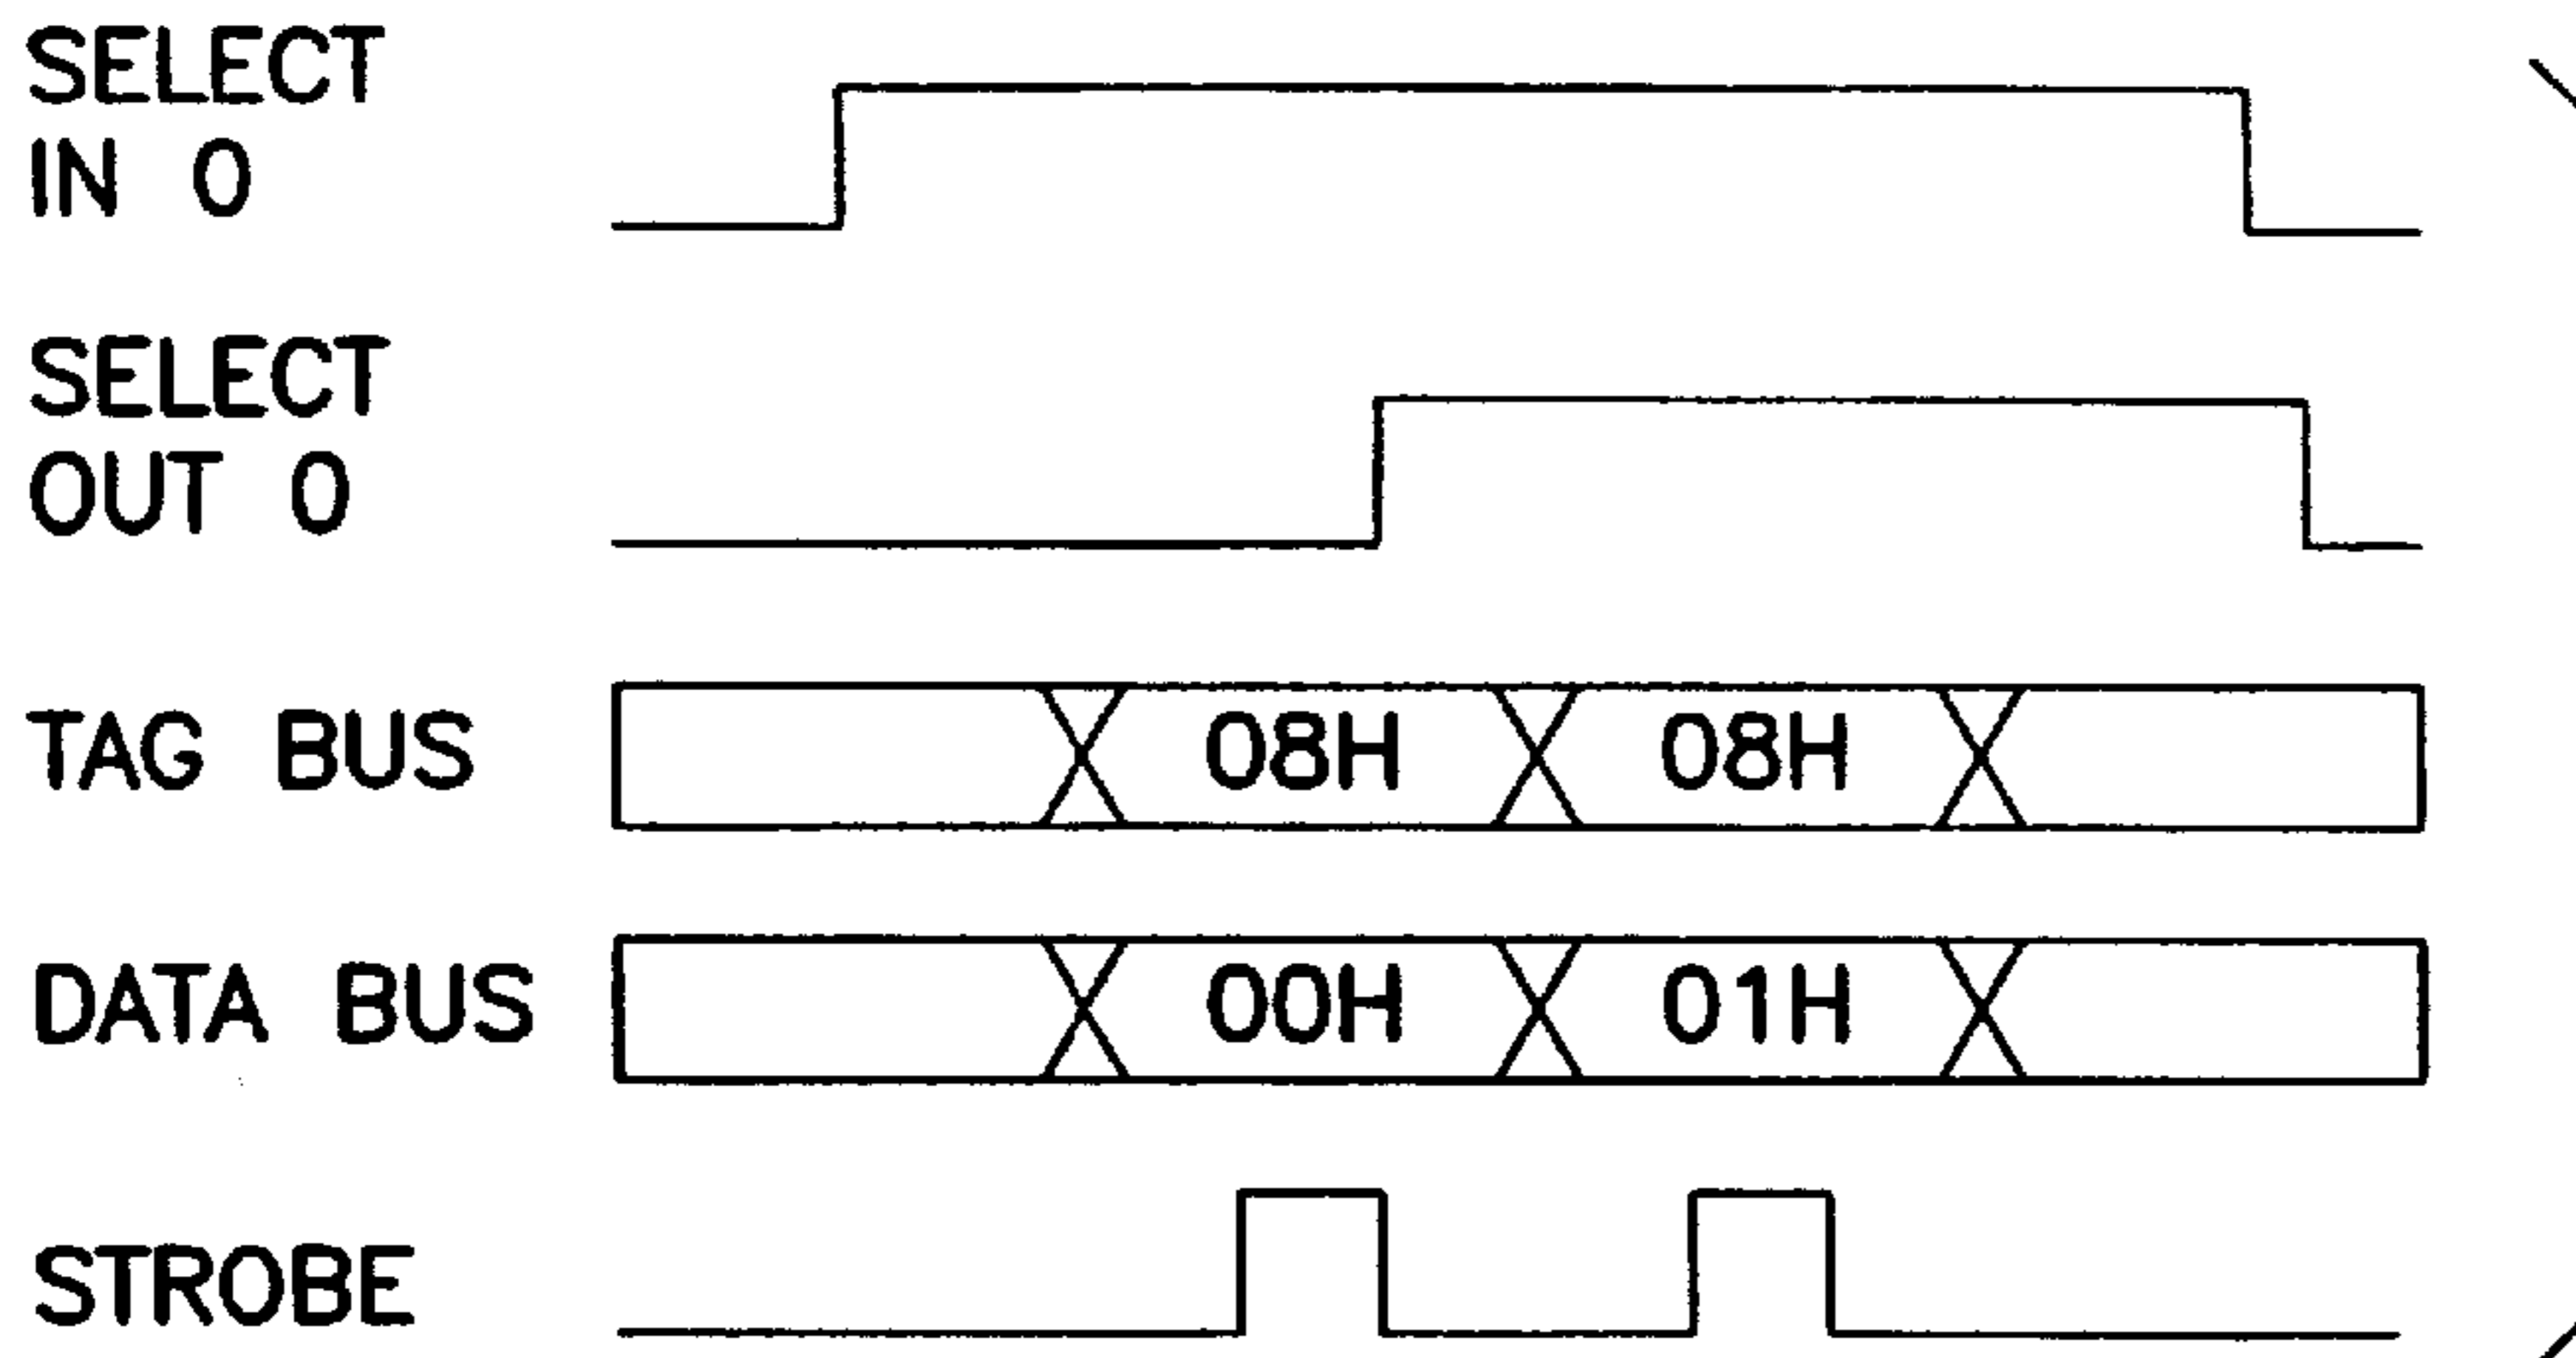 SELECT
IN 0
SELECT
OUT 0
TAG BUS 08H 08H
DATA BUS 00H 01H
STROBE